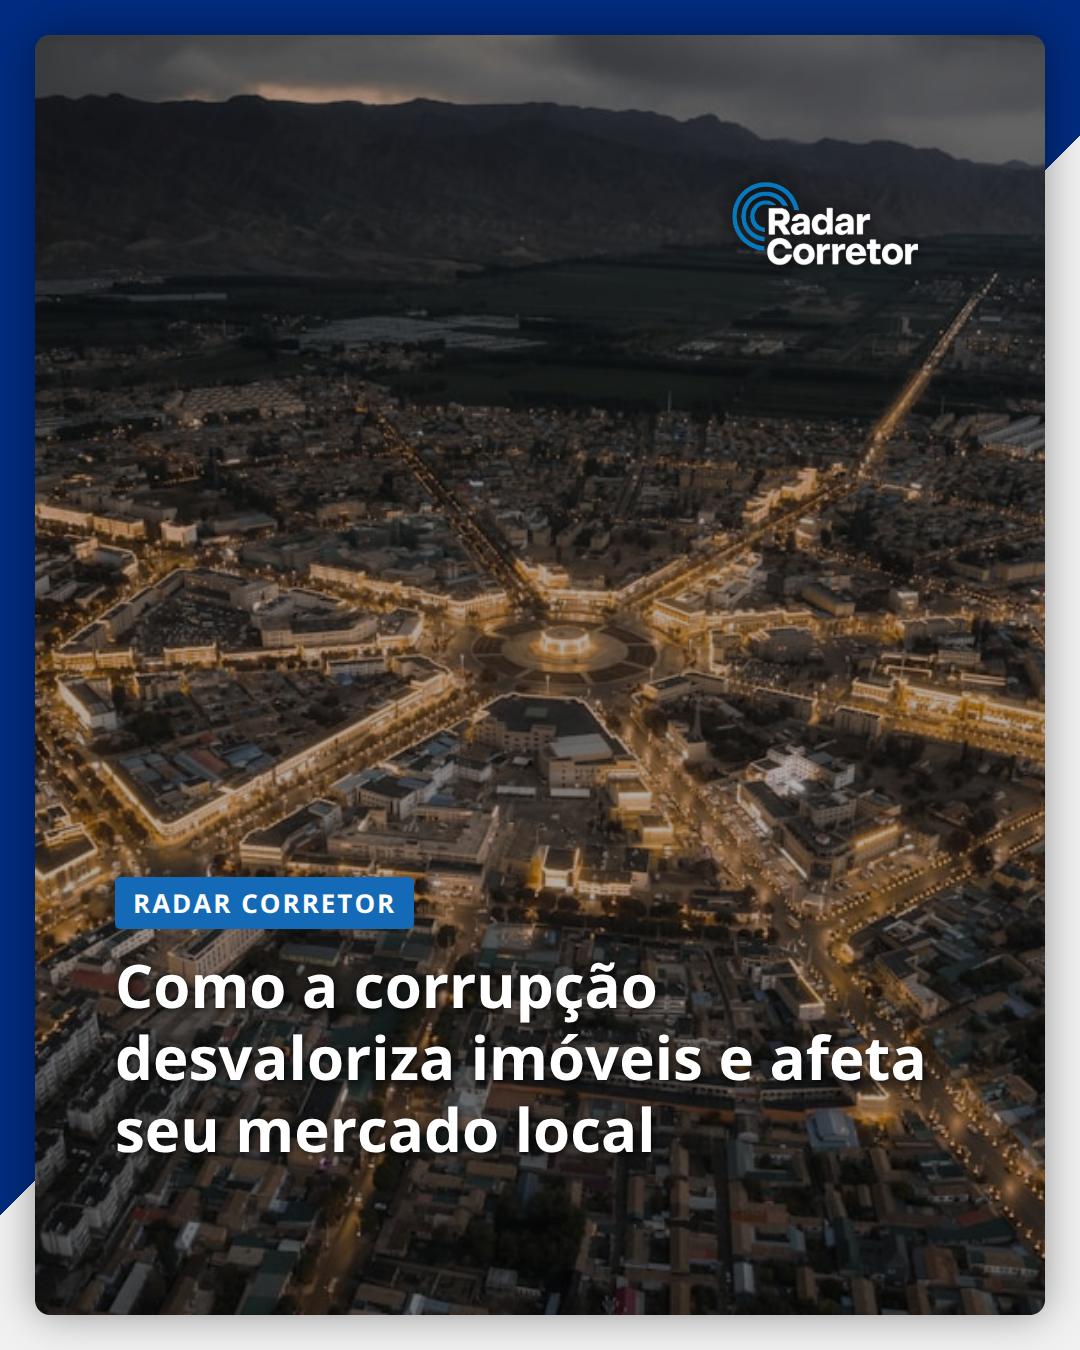 Radar
Corretor
RADAR CORRETOR
Como a corrupção
desvaloriza imóveis e afeta
seu mercado local